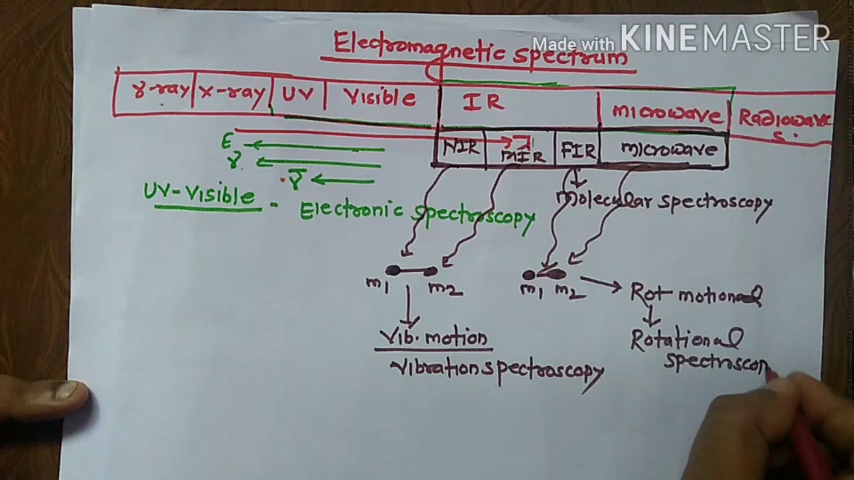 Electromagnetic spectrum
Made with KINEMASTER
γ-ray x-ray UV Visible IR microwave Radiowave
s.
NIR MIR FIR microwave
E
γ
γ̅
UV-Visible - Electronic spectroscopy
Molecular spectroscopy
m1 m2
m1 m2
Rot motional
Vib. motion
Vibration spectroscopy
Rotational
spectroscop